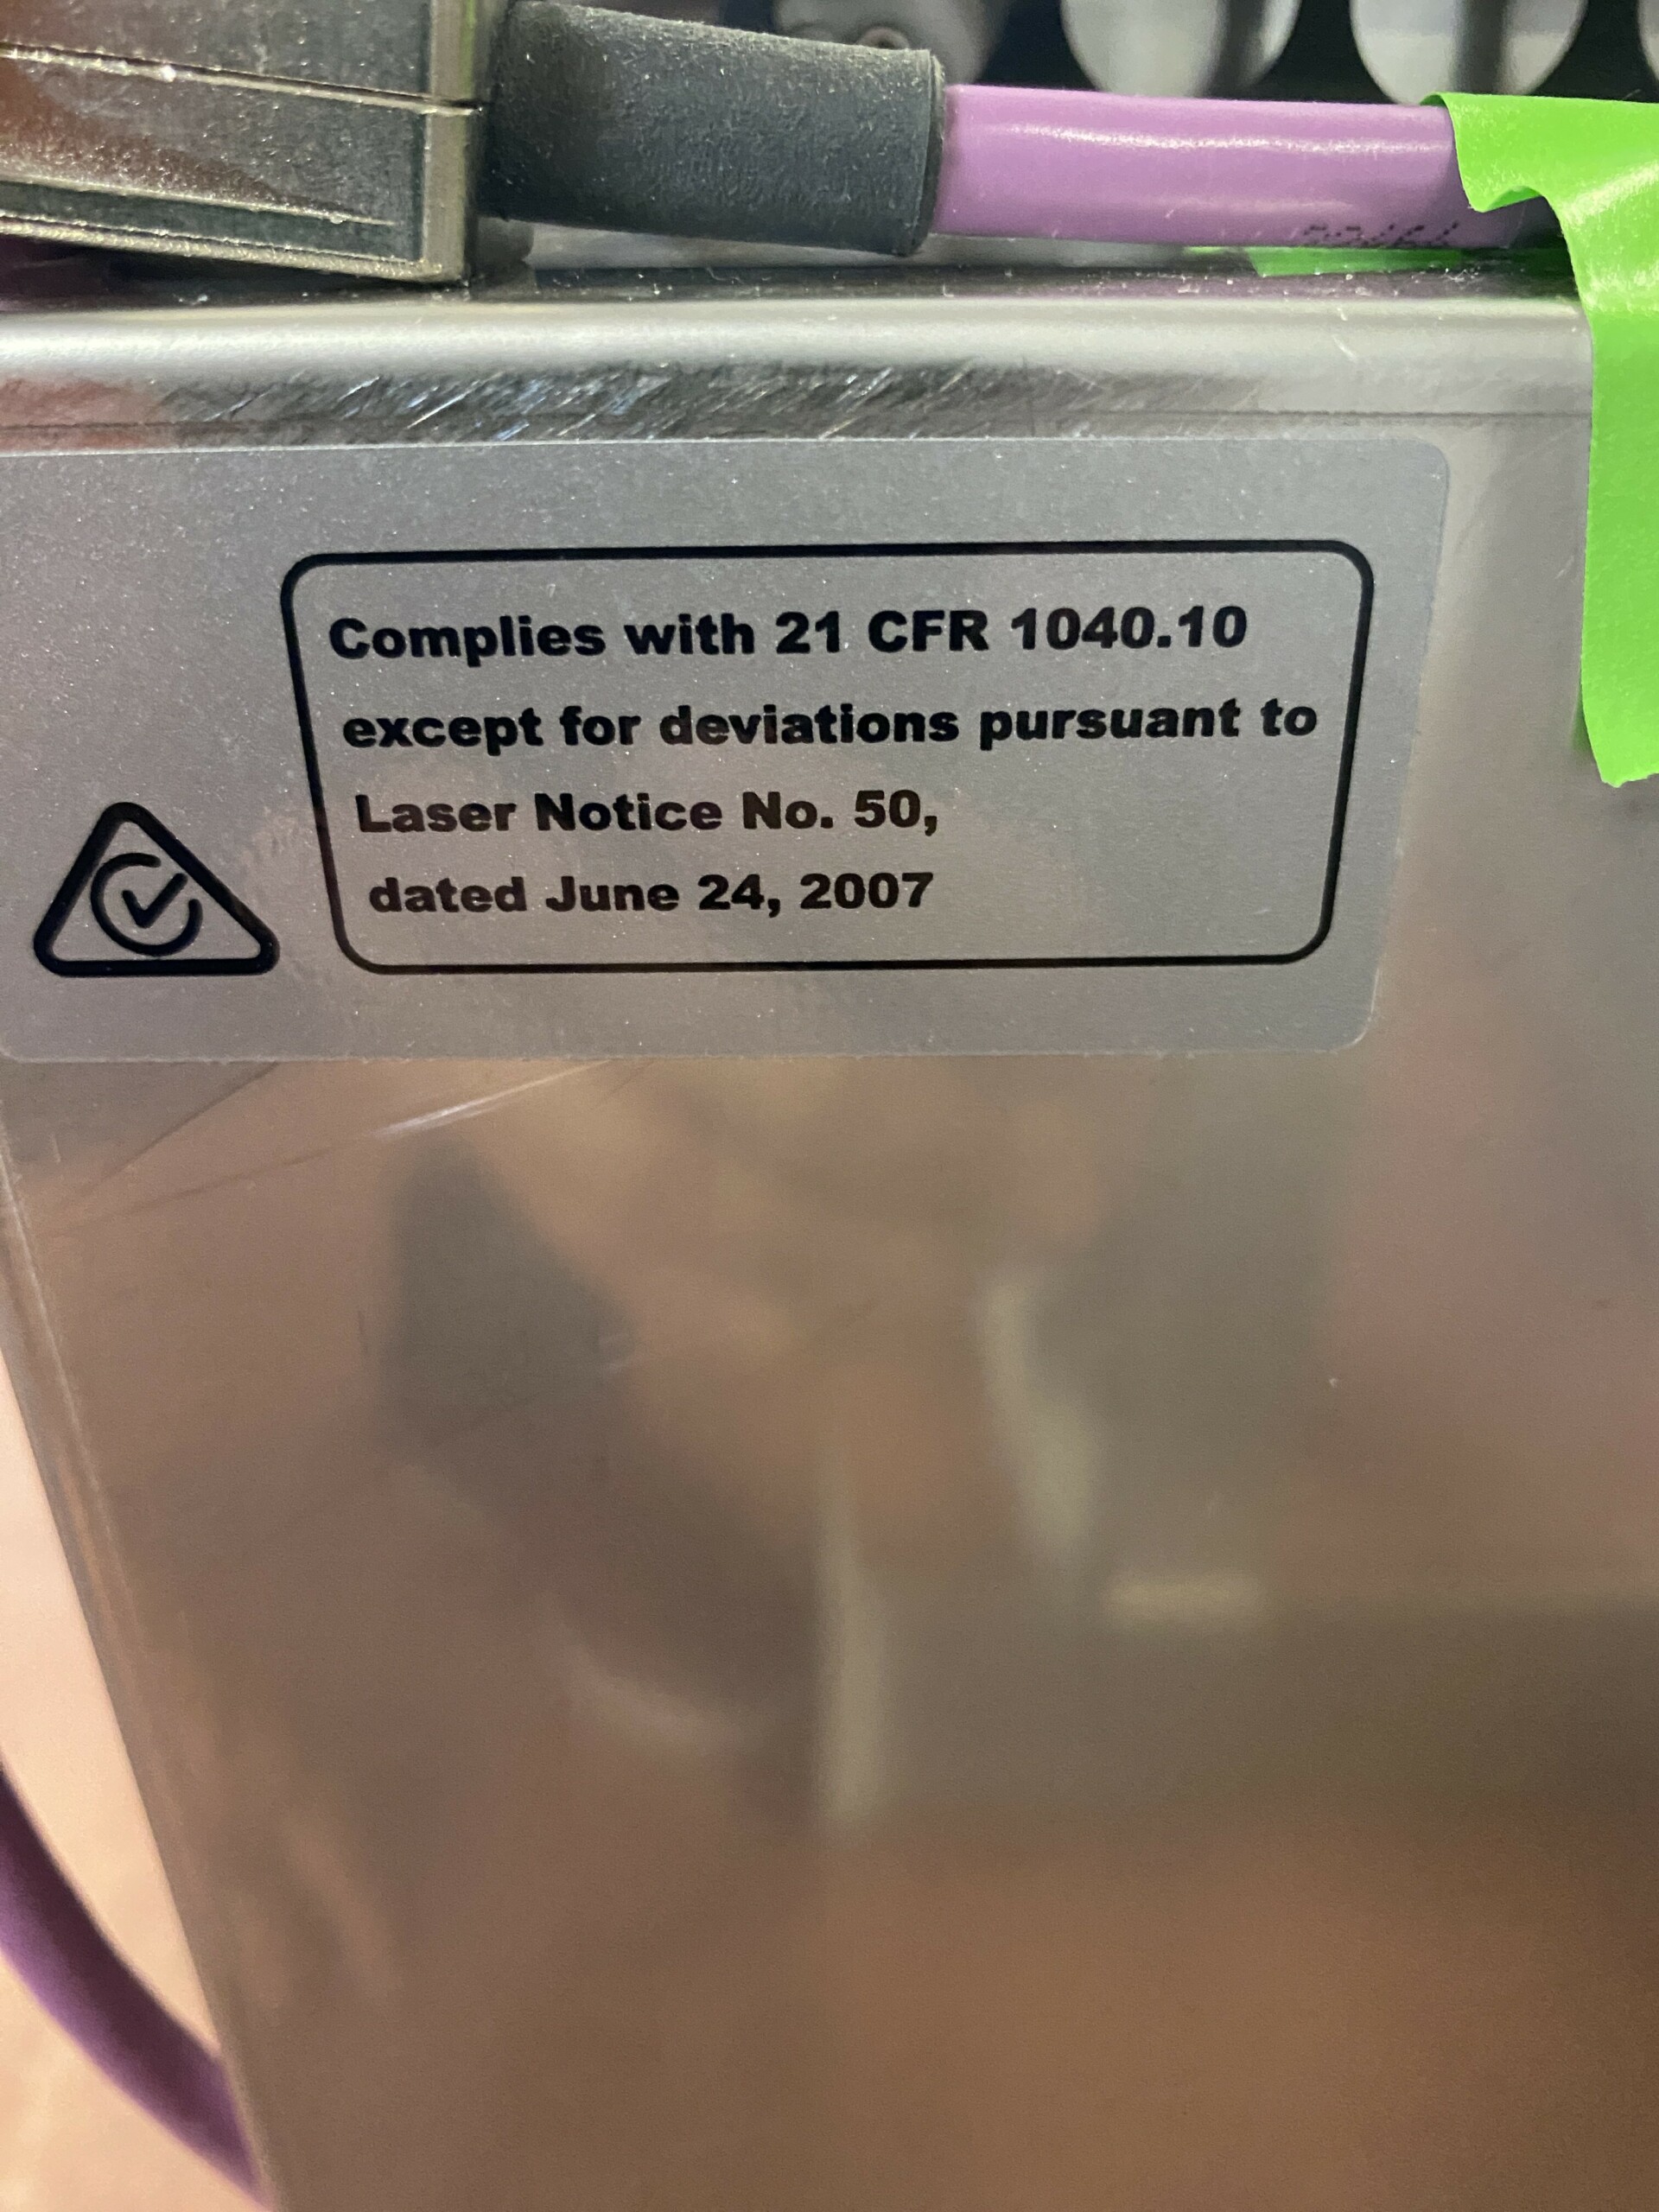 Complies with 21 CFR 1040.10
except for deviations pursuant to
Laser Notice No. 50,
dated June 24, 2007